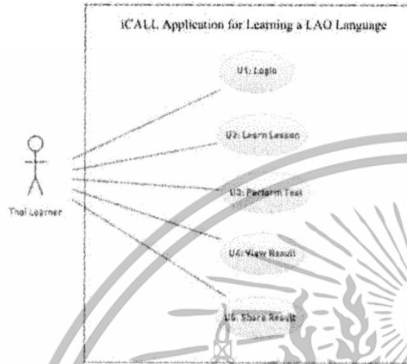 iCALL Application for Learning a LAO Language
U1: Login
U2: Learn Lesson
U3: Perform Test
Thai Learner
U4: View Result
U5: Share Result